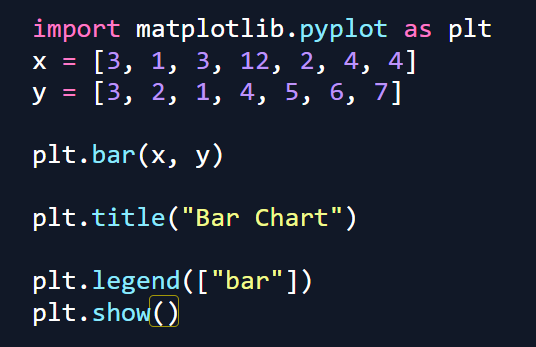 import matplotlib.pyplot as plt
x = [3, 1, 3, 12, 2, 4, 4]
y = [3, 2, 1, 4, 5, 6, 7]
plt.bar(x, y)
plt.title("Bar Chart")
plt.legend(["bar"])
plt.show()